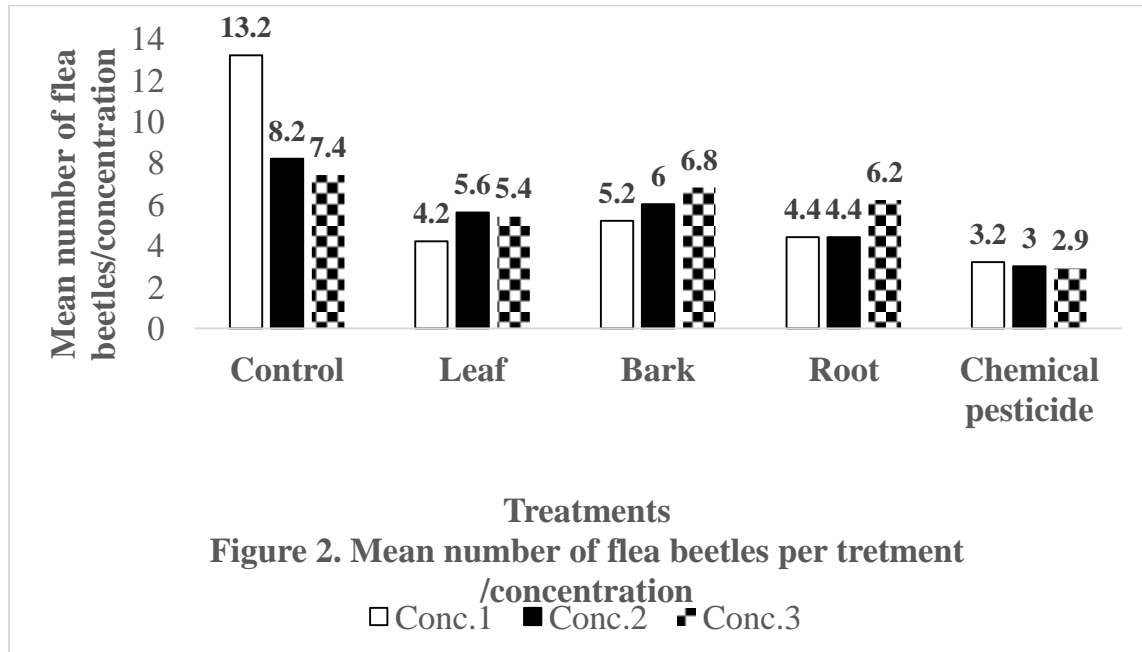 Mean number of flea
beetles/concentration
14
12
10
8
6
4
2
0
13.2
8.2
7.4
4.2
5.6
5.4
5.2
6
6.8
4.4
4.4
6.2
3.2
3
2.9
Control
Leaf
Bark
Root
Chemical
pesticide
Treatments
Figure 2. Mean number of flea beetles per tretment
/concentration
Conc.1
Conc.2
Conc.3